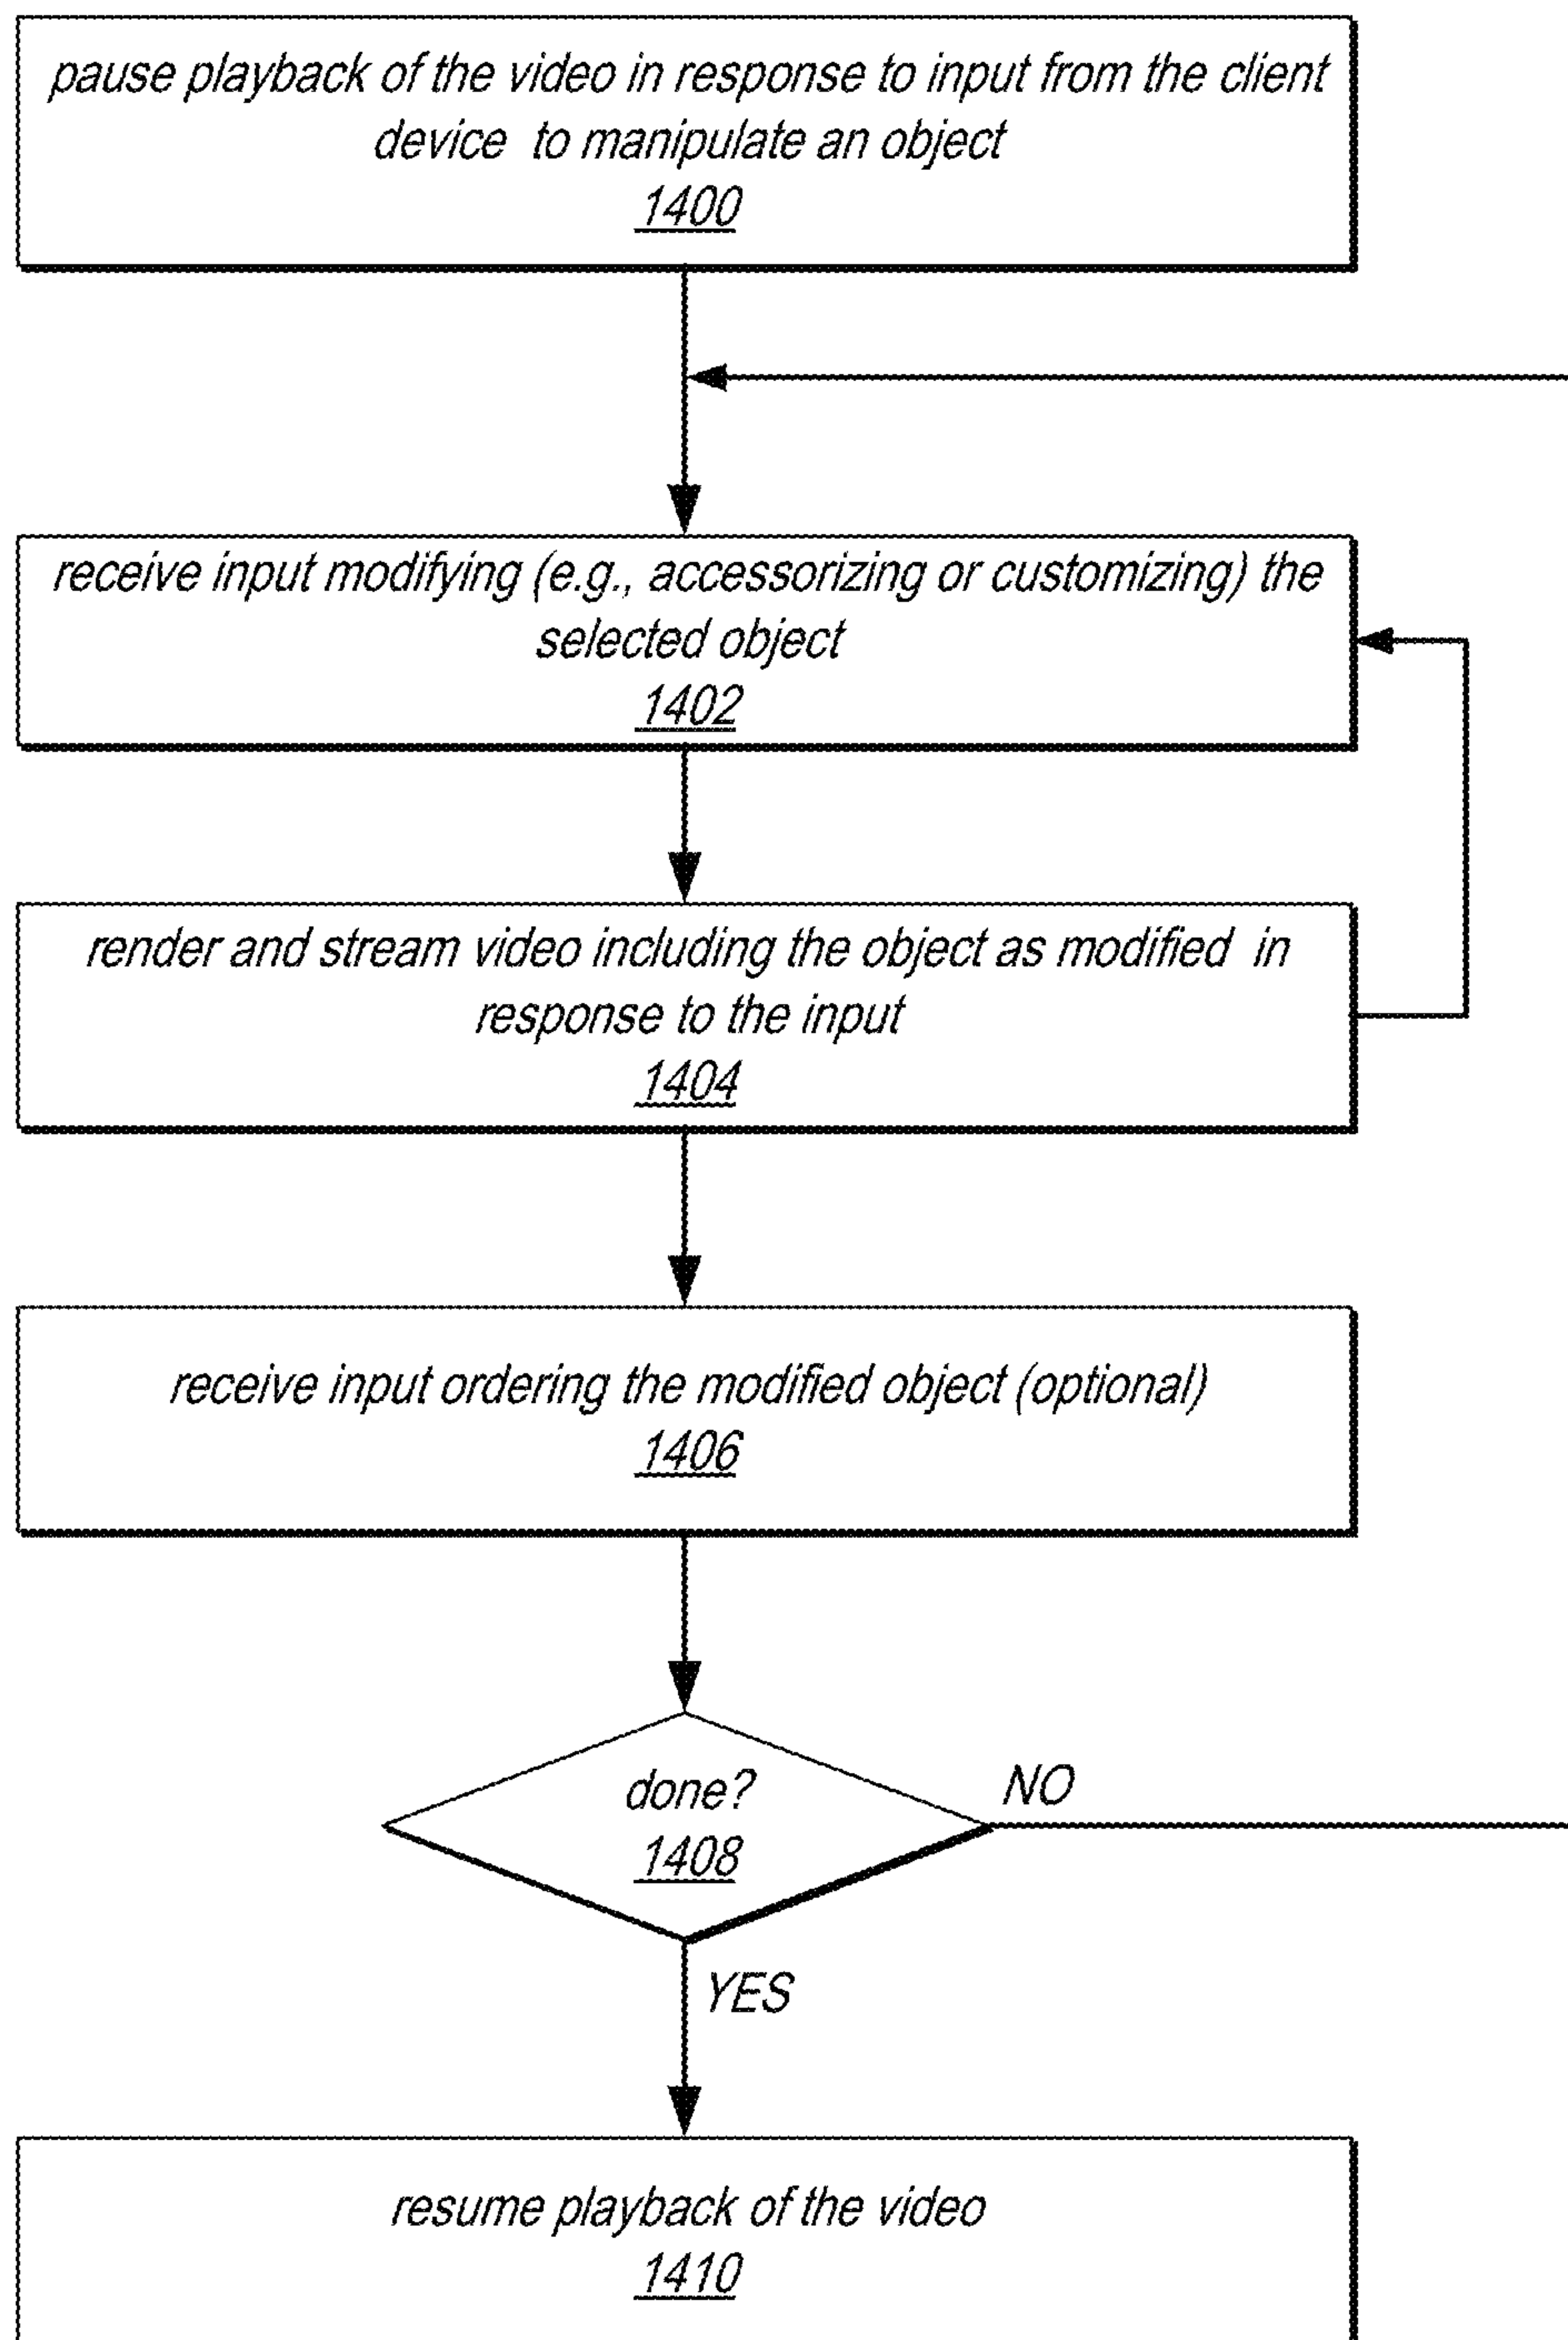 pause playback of the video in response to input from the client
device to manipulate an object
1400
receive input modifying (e.g., accessorizing or customizing) the
selected object
1402
render and stream video including the object as modified in
response to the input
1404
receive input ordering the modified object (optional)
1406
done?
1408
NO
YES
resume playback of the video
1410